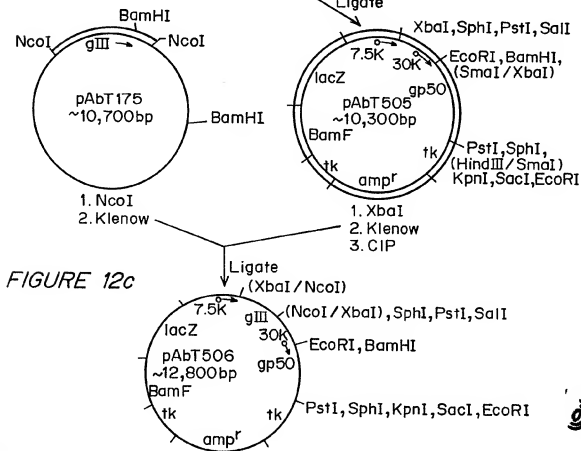 Ligate
BamHI
NcoI
gIII
NcoI
pAbT175
~10,700bp
BamHI
1. NcoI
2. Klenow
XbaI,SphI,PstI,SalI
7.5K
30K
EcoRI,BamHI,
(SmaI/XbaI)
lacZ
gp50
pAbT505
~10,300bp
BamF
PstI,SphI,
(HindIII/SmaI)
KpnI,SacI,EcoRI
tk
tk
ampr
1. XbaI
2. Klenow
3. CIP
Ligate
FIGURE 12c
(XbaI/NcoI)
7.5K
gIII
(NcoI/XbaI),SphI,PstI,SalI
lacZ
30K
EcoRI,BamHI
pAbT506
gp50
~12,800bp
BamF
tk
tk
PstI,SphI,KpnI,SacI,EcoRI
ampr